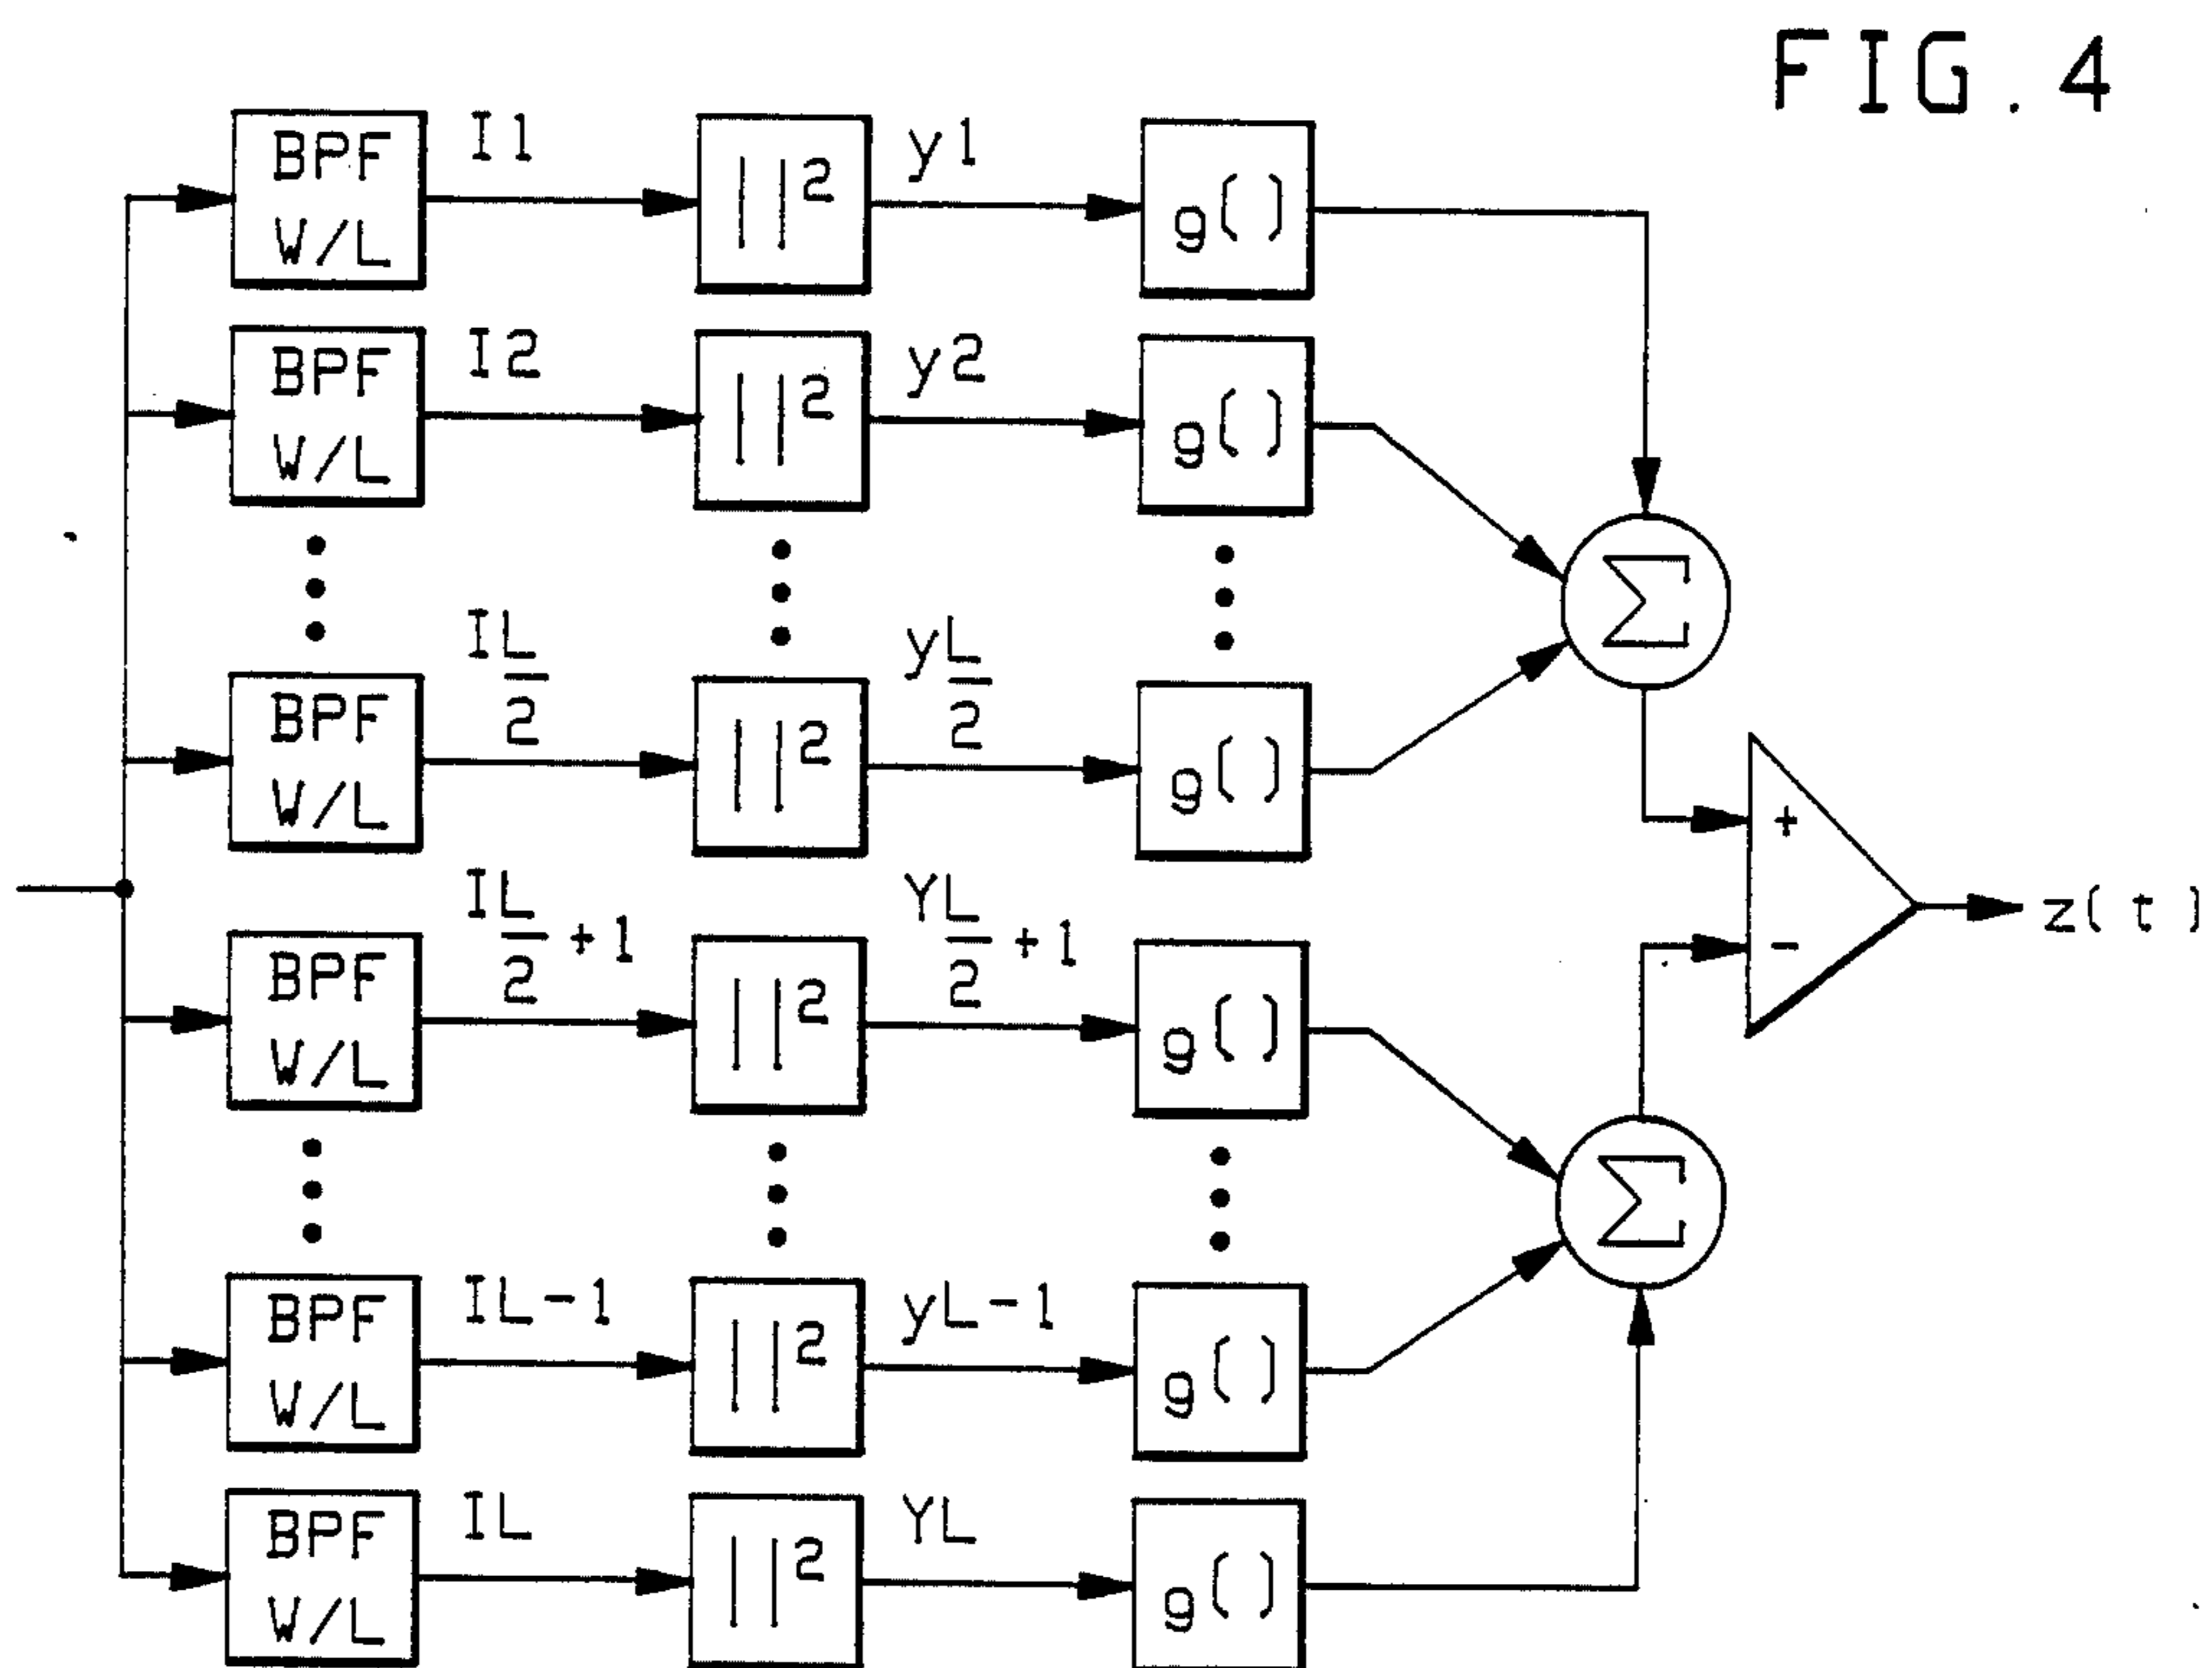 FIG. 4
BPF
W/L
I1
||²
y1
g()
BPF
W/L
I2
||²
y2
g()
Σ
BPF
W/L
IL/2
||²
yL/2
g()
+
-
z(t)
BPF
W/L
IL/2+1
||²
YL/2+1
g()
Σ
BPF
W/L
IL-1
||²
yL-1
g()
BPF
W/L
IL
||²
YL
g()